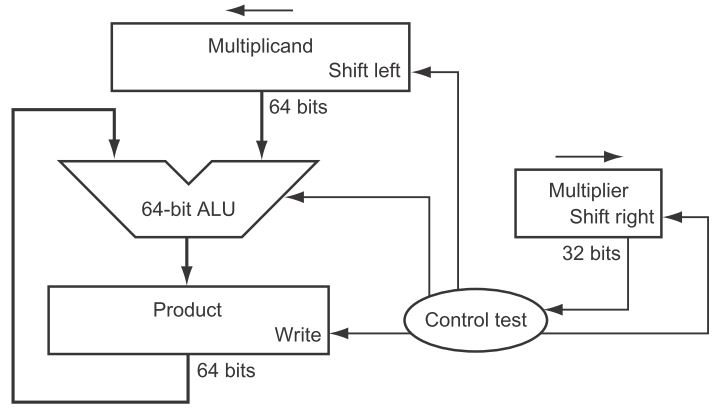 Multiplicand
Shift left
64 bits
64-bit ALU
Multiplier
Shift right
32 bits
Product
Write
Control test
64 bits